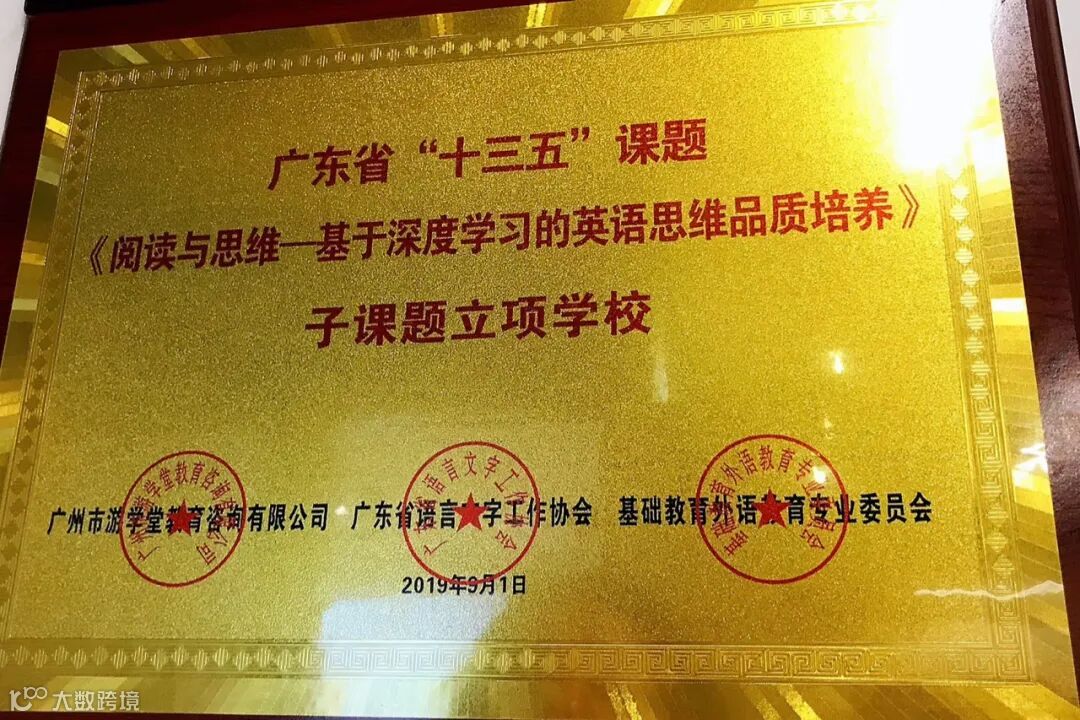 广东省“十三五”课题
《阅读与思维—基于深度学习的英语思维品质培养》
子课题立项学校
广州市游学堂教育咨询有限公司 广东省语言文字工作协会 基础教育外语教育专业委员会
2019年9月1日
大数跨境